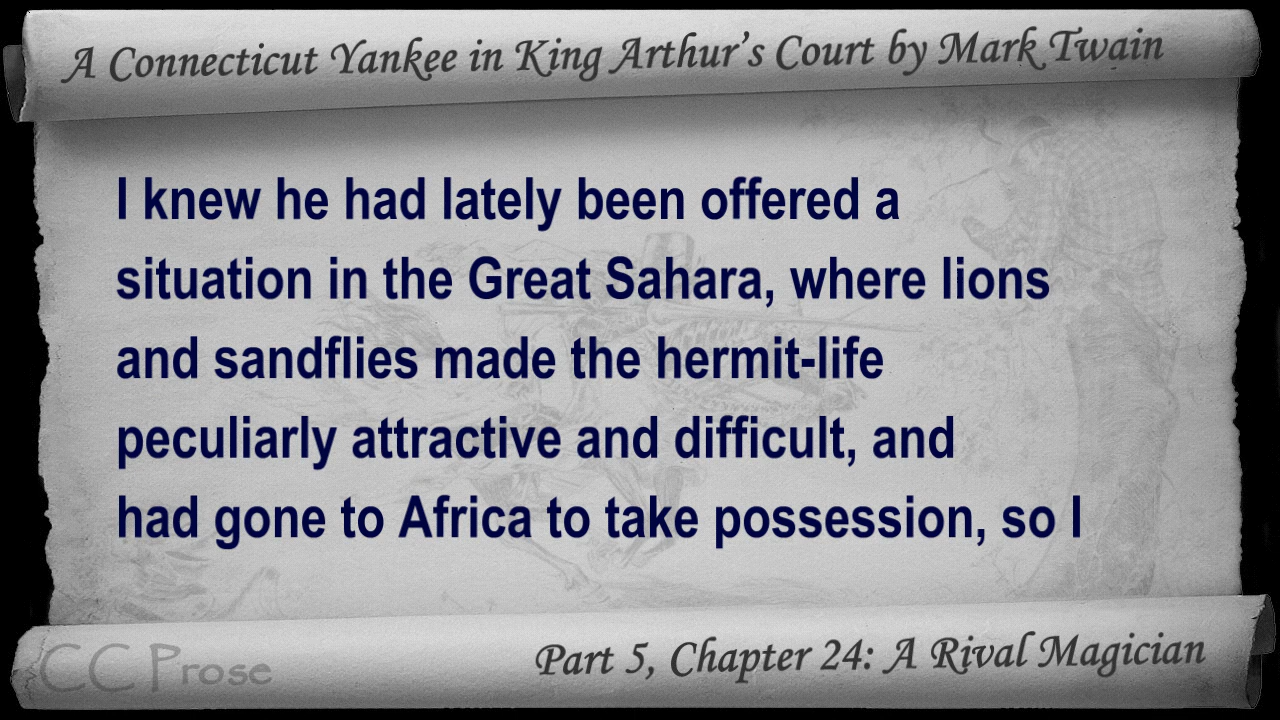 A Connecticut Yankee in King Arthur's Court by Mark Twain
I knew he had lately been offered a
situation in the Great Sahara, where lions
and sandflies made the hermit-life
peculiarly attractive and difficult, and
had gone to Africa to take possession, so I
CC Prose
Part 5, Chapter 24: A Rival Magician